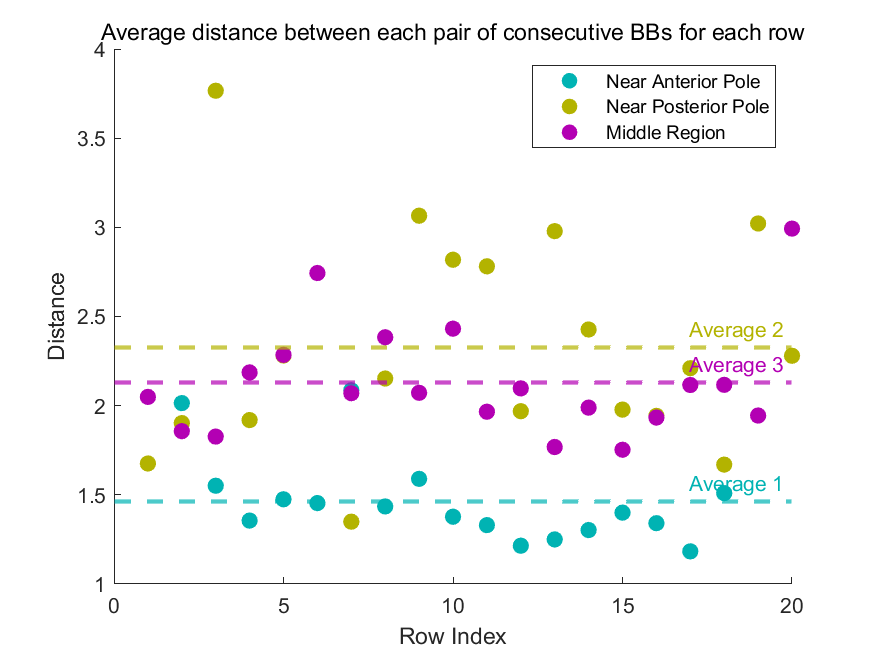 Average distance between each pair of consecutive BBs for each row
Near Anterior Pole
Near Posterior Pole
Middle Region
4
3.5
3
2.5
2
1.5
1
Distance
Average 2
Average 3
Average 1
0
5
10
15
20
Row Index